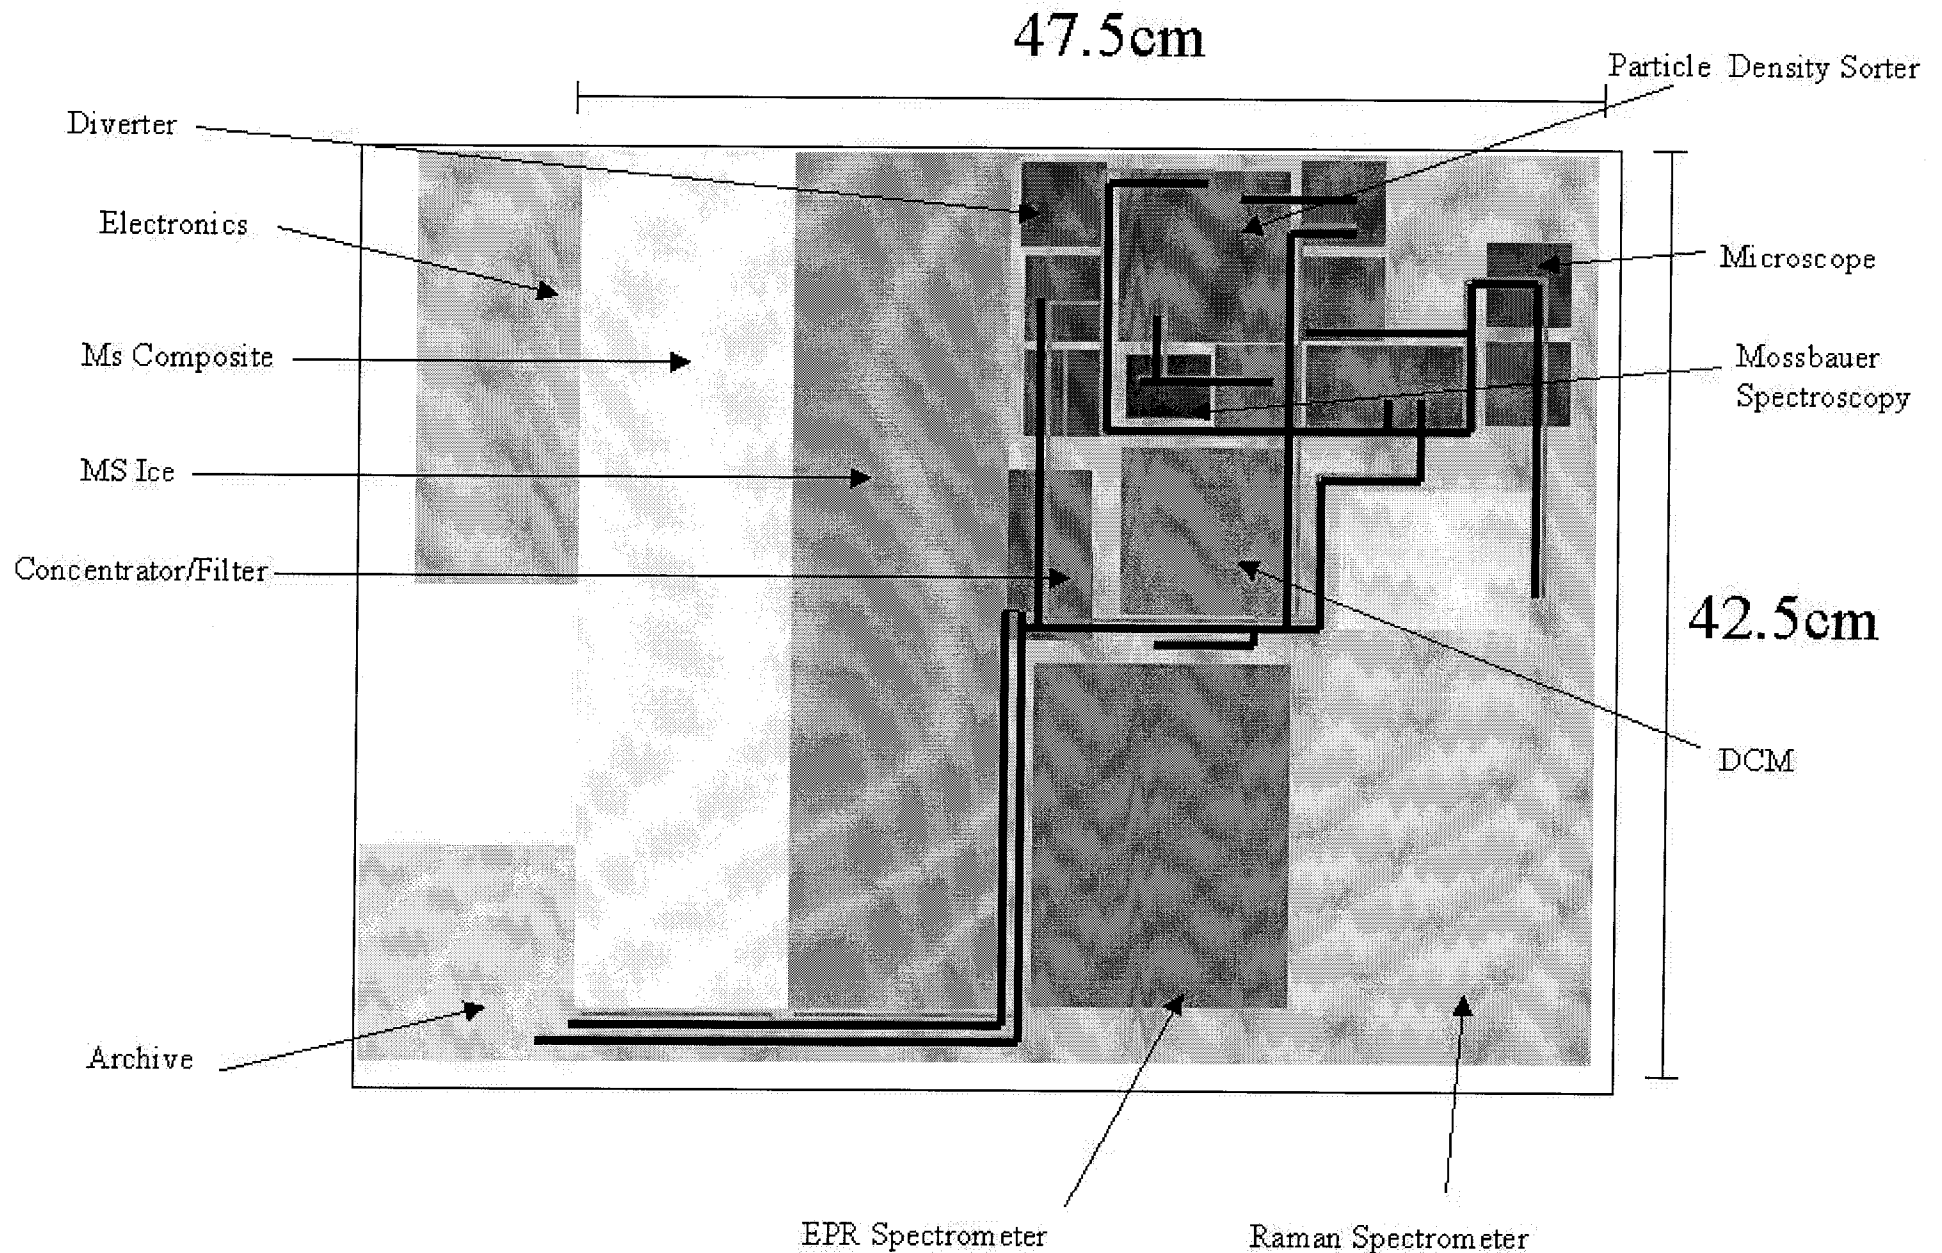 47.5cm
Particle Density Sorter
Diverter
Electronics
Microscope
Ms Composite
Mossbauer
Spectroscopy
MS Ice
Concentrator/Filter
42.5cm
DCM
Archive
EPR Spectrometer
Raman Spectrometer